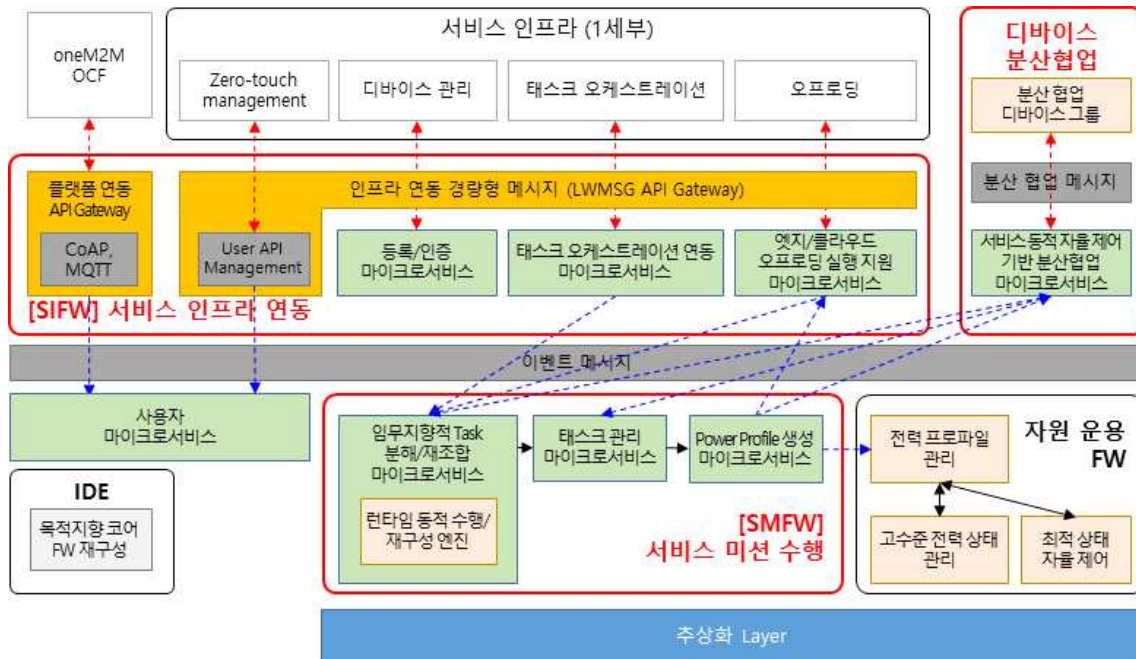 oneM2M
OCF
서비스 인프라 (1세부)
Zero-touch
management
디바이스 관리
태스크 오케스트레이션
오프로딩
디바이스
분산협업
분산 협업
디바이스 그룹
플랫폼 연동
API Gateway
CoAP,
MQTT
인프라 연동 경량형 메시지 (LWMSG API Gateway)
User API
Management
등록/인증
마이크로서비스
태스크 오케스트레이션 연동
마이크로서비스
엣지/클라우드
오프로딩 실행 지원
마이크로서비스
분산 협업 메시지
서비스 동적 자율 제어
기반 분산협업
마이크로서비스
[SIFW] 서비스 인프라 연동
이벤트 메시지
사용자
마이크로서비스
임무지향적 Task
분해/재조합
마이크로서비스
런타임 동적 수행/
재구성 엔진
태스크 관리
마이크로서비스
Power Profile 생성
마이크로서비스
[SMFW]
서비스 미션 수행
전력 프로파일
관리
자원 운용
FW
고수준 전력 상태
관리
최적 상태
자율 제어
IDE
목적지향 코어
FW 재구성
추상화 Layer